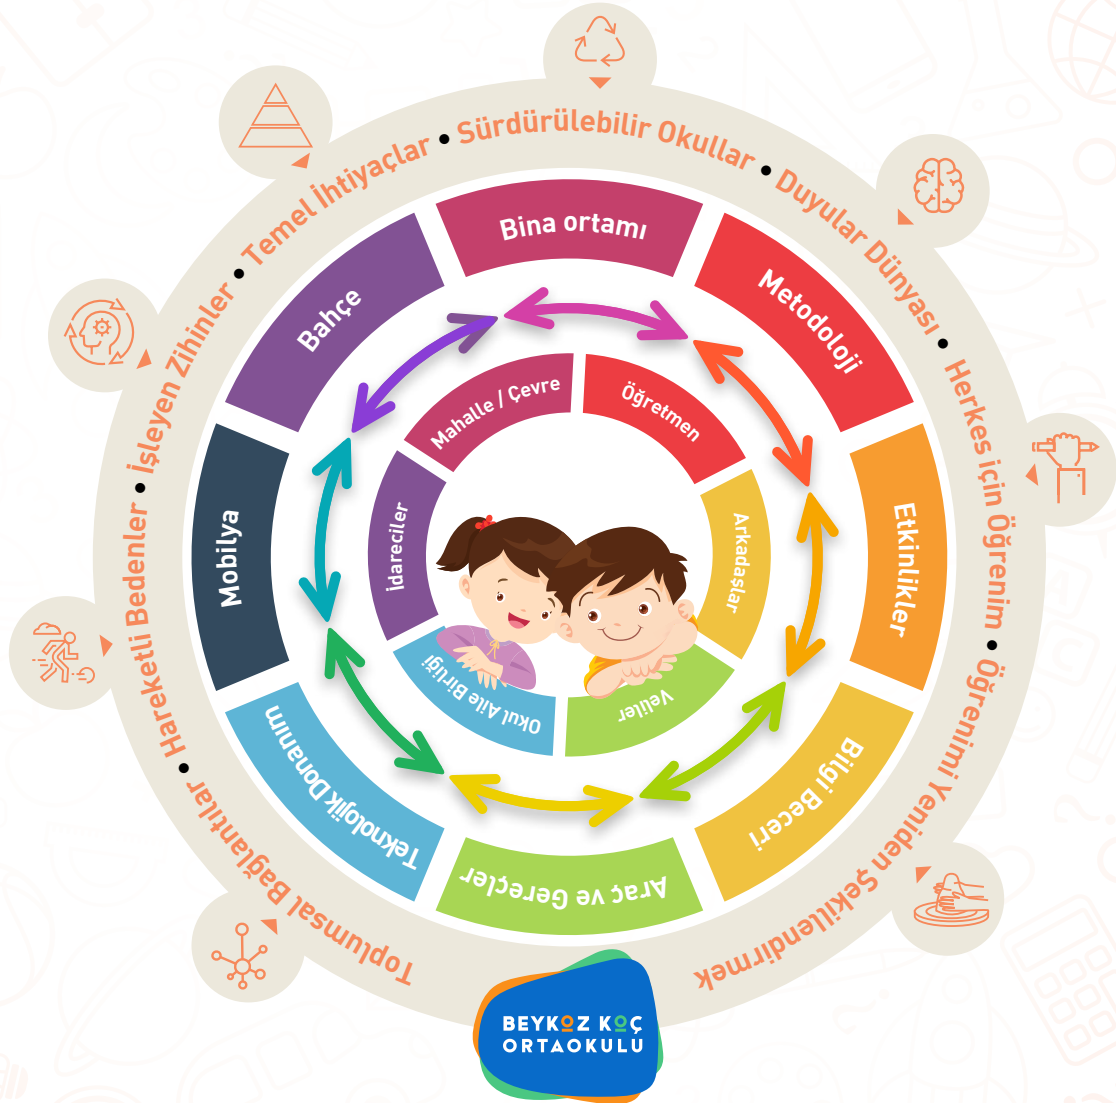 Toplumsal Bağlantılar • Hareketli Bedenler • İşleyen Zihinler • Temel İhtiyaçlar • Sürdürülebilir Okullar • Duyular Dünyası • Herkes için Öğrenim • Öğrenimi Yeniden Şekillendirmek
Bina ortamı
Metodoloji
Etkinlikler
Bilgi Beceri
Araç ve Gereçler
Teknolojik Donanım
Mobilya
Bahçe
Mahalle / Çevre
Öğretmen
Arkadaşlar
Veliler
Okul Aile Birliği
İdareciler
BEYKOZ KOÇ
ORTAOKULU